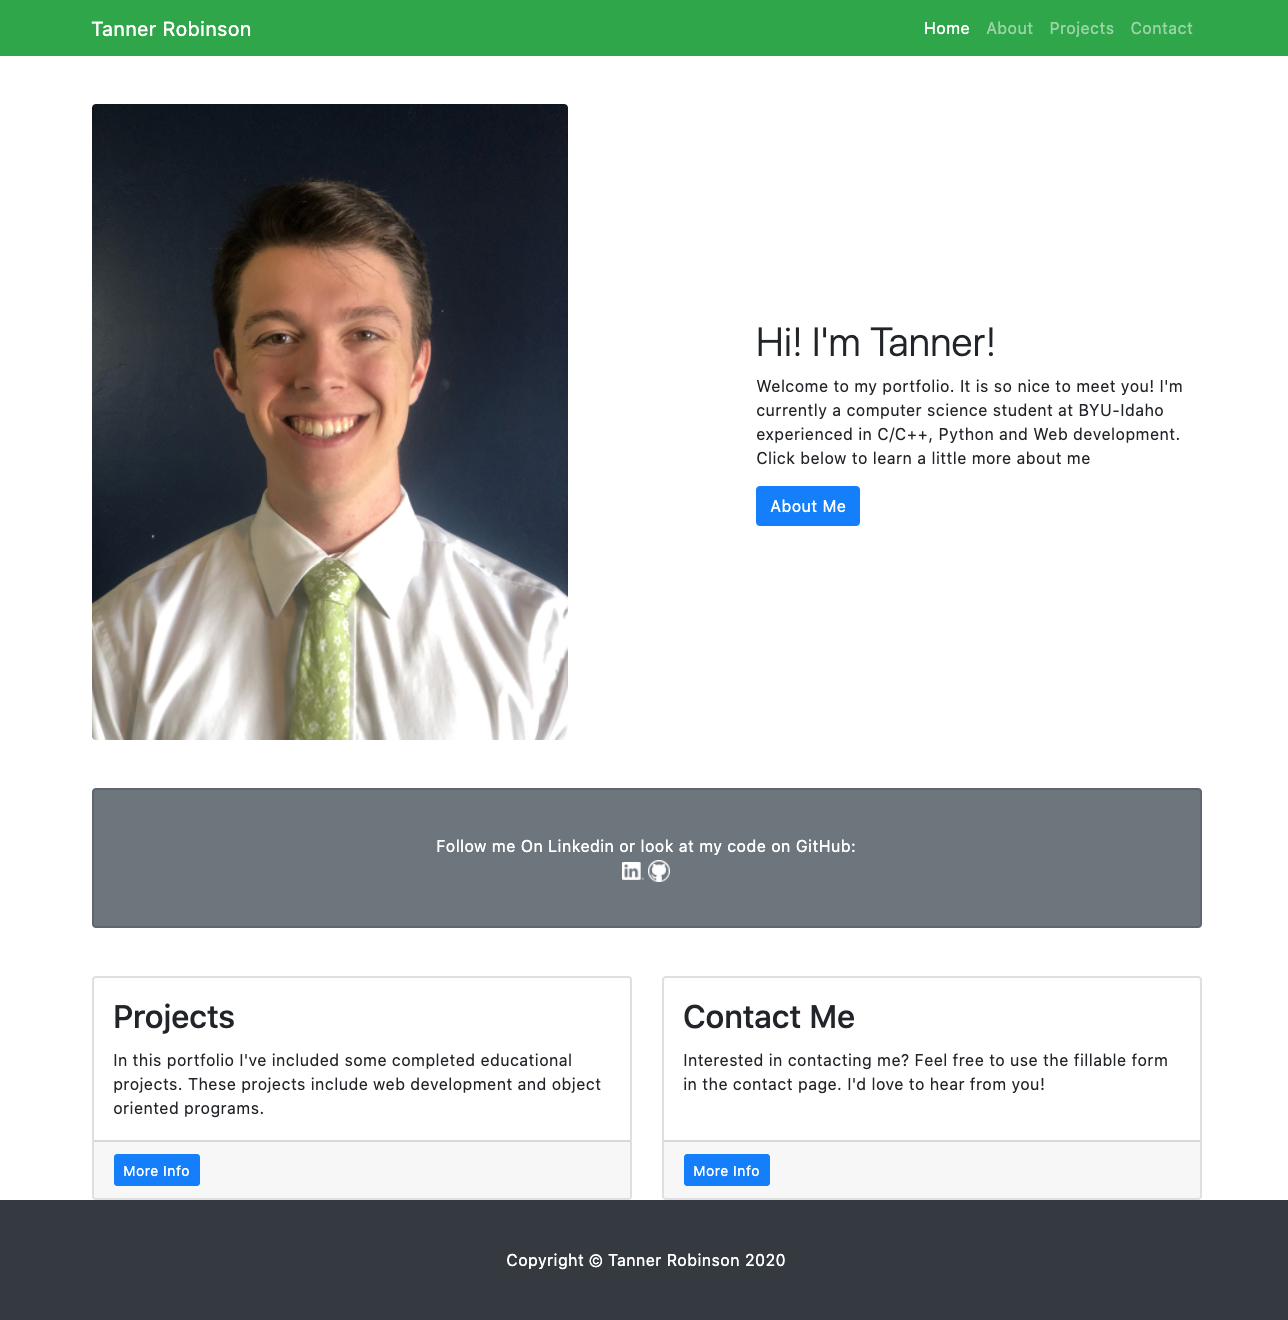 Tanner Robinson
Home About Projects Contact
Hi! I'm Tanner!
Welcome to my portfolio. It is so nice to meet you! I'm
currently a computer science student at BYU-Idaho
experienced in C/C++, Python and Web development.
Click below to learn a little more about me
About Me
Follow me On Linkedin or look at my code on GitHub:
in
Projects
In this portfolio I've included some completed educational
projects. These projects include web development and object
oriented programs.
More Info
Contact Me
Interested in contacting me? Feel free to use the fillable form
in the contact page. I'd love to hear from you!
More Info
Copyright © Tanner Robinson 2020